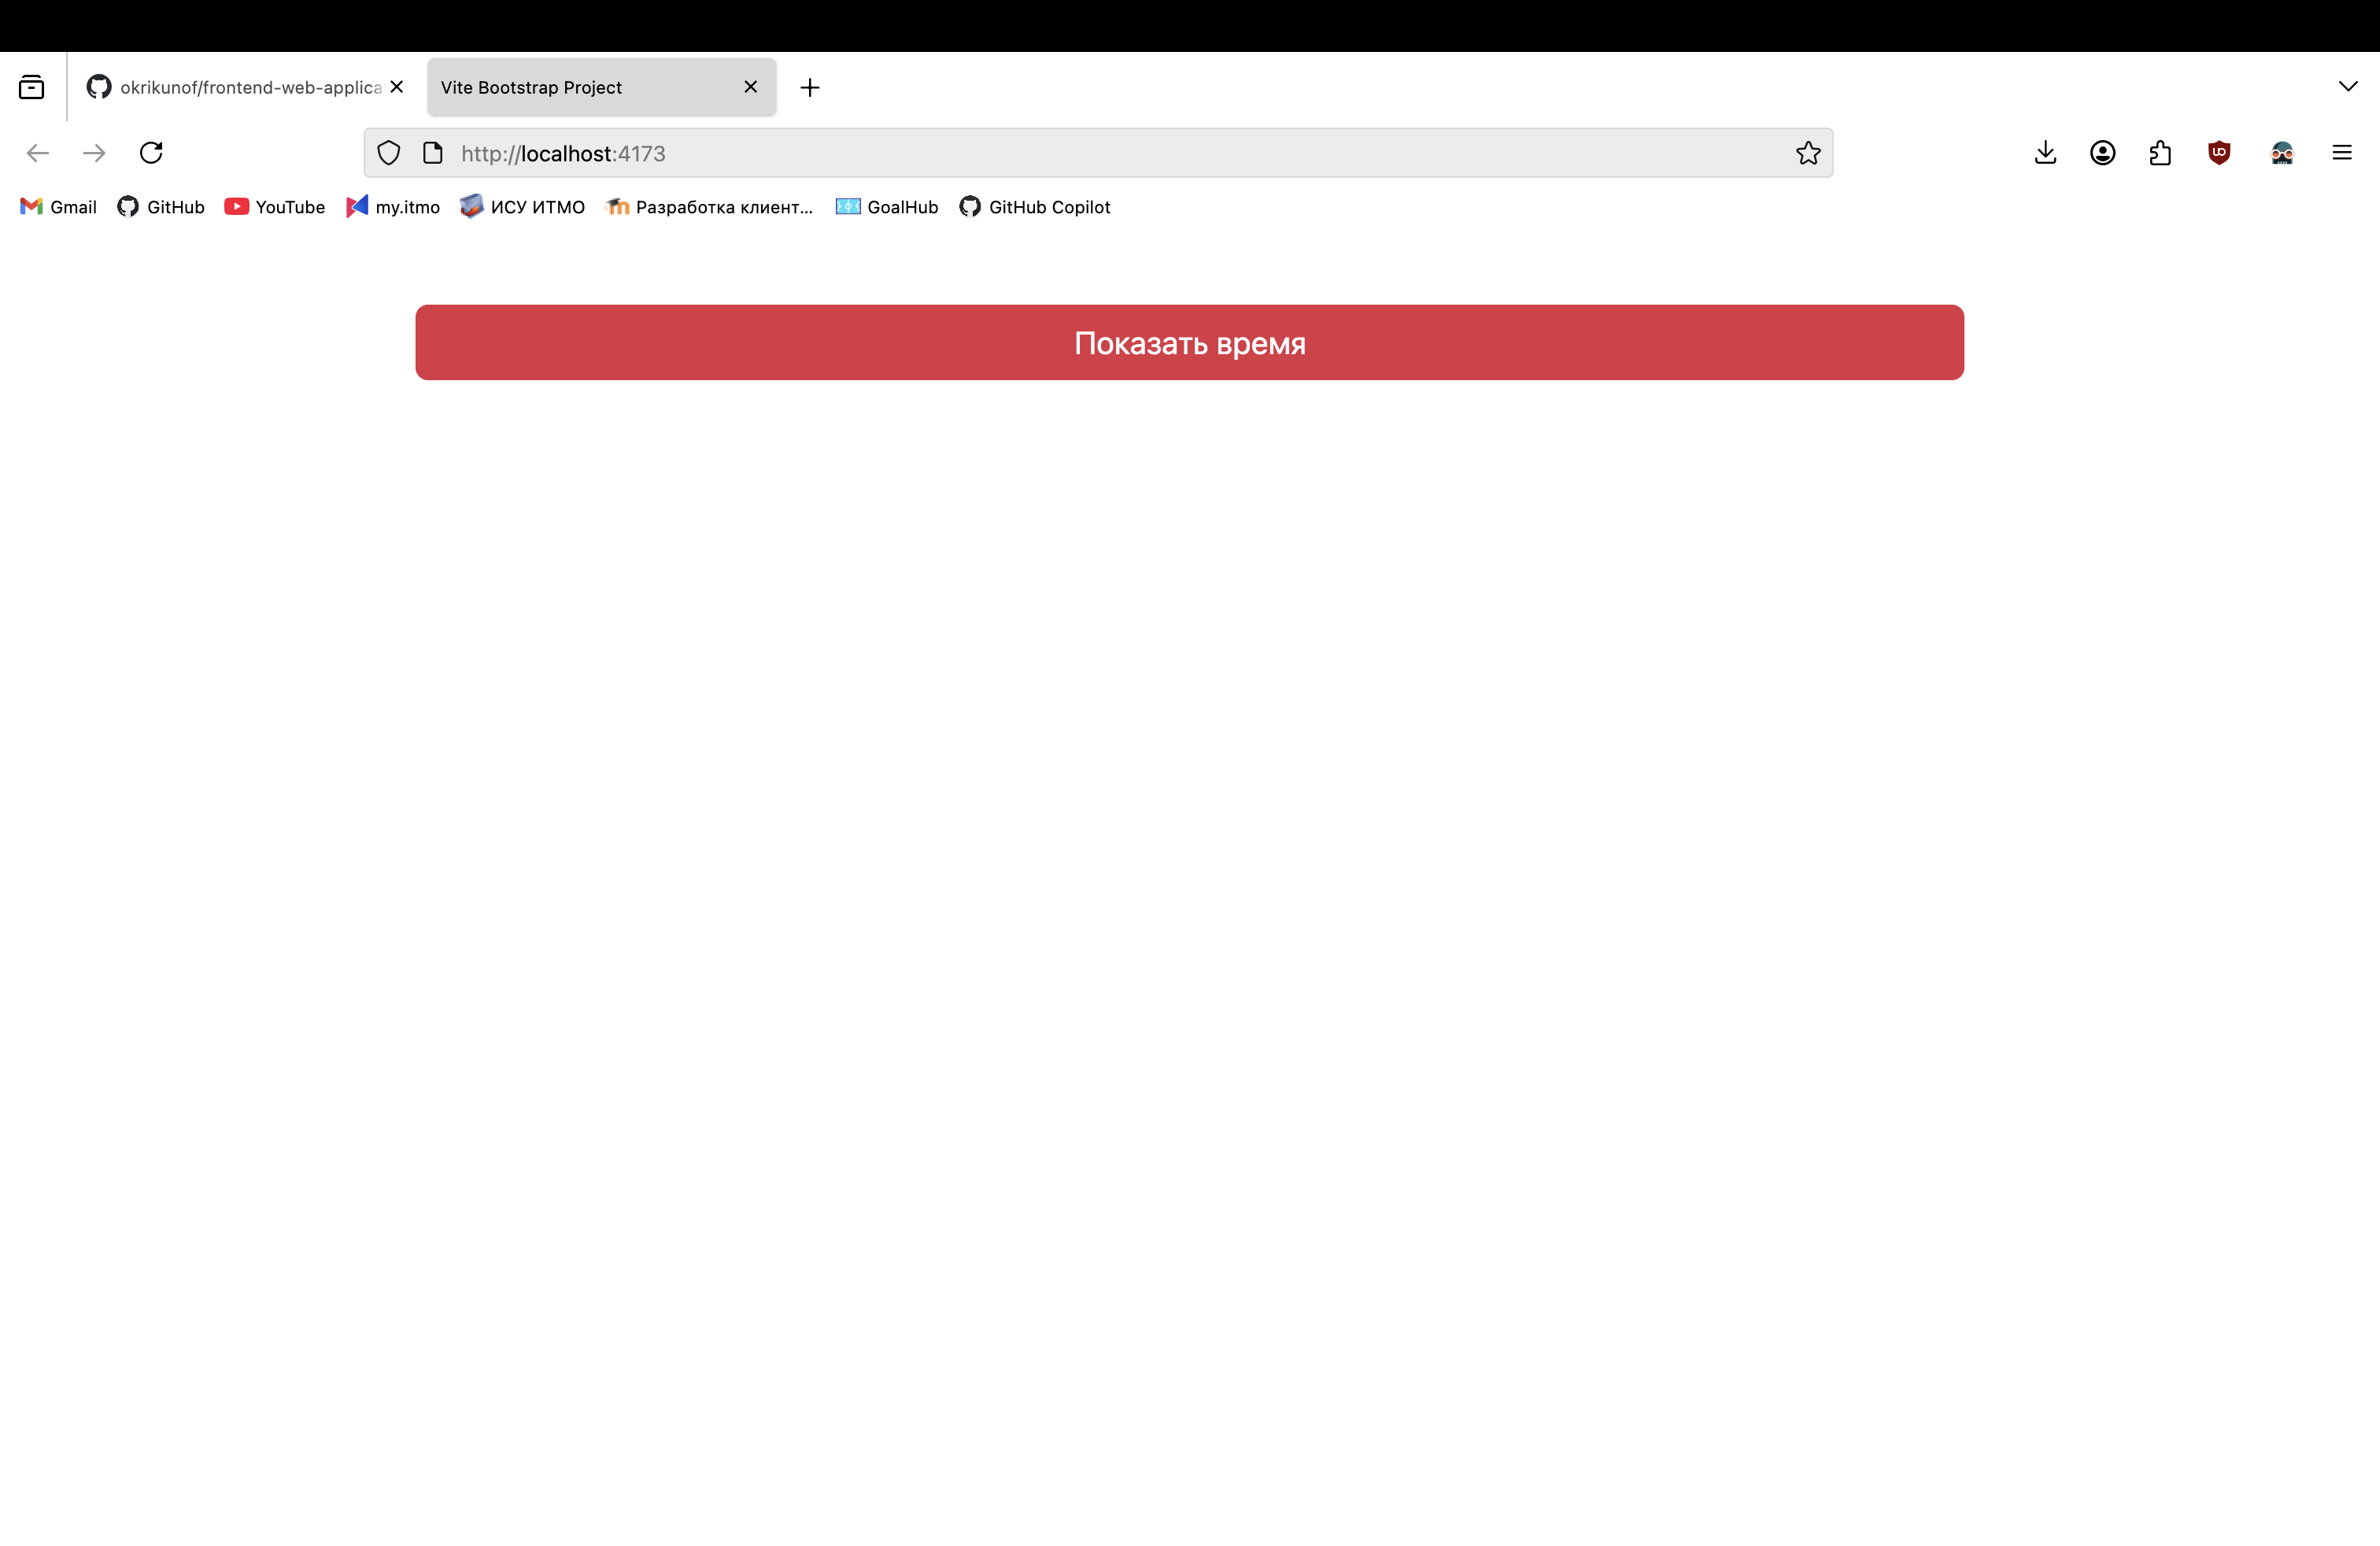 okrikunof/frontend-web-applica
Vite Bootstrap Project
http://localhost:4173
Gmail GitHub YouTube my.itmo ИСУ ИТМО Разработка клиент... GoalHub GitHub Copilot
Показать время